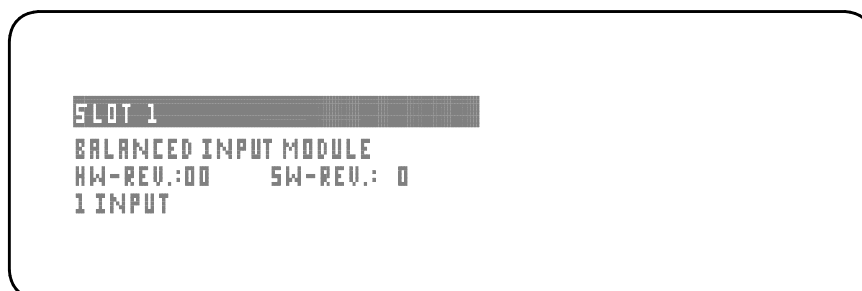 SLOT 1
BALANCED INPUT MODULE
HW-REV.:00 SW-REV.: 0
1 INPUT